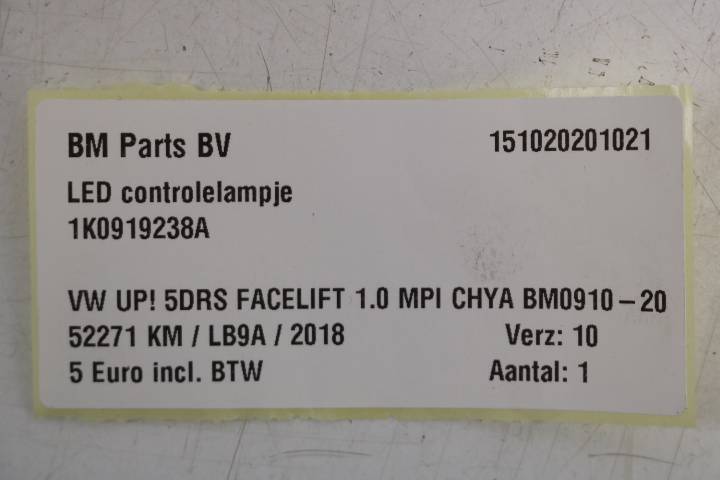 BM Parts BV 151020201021
LED controlelampje
1K0919238A
VW UP! 5DRS FACELIFT 1.0 MPI CHYA BM0910-20
52271 KM / LB9A / 2018 Verz: 10
5 Euro incl. BTW Aantal: 1